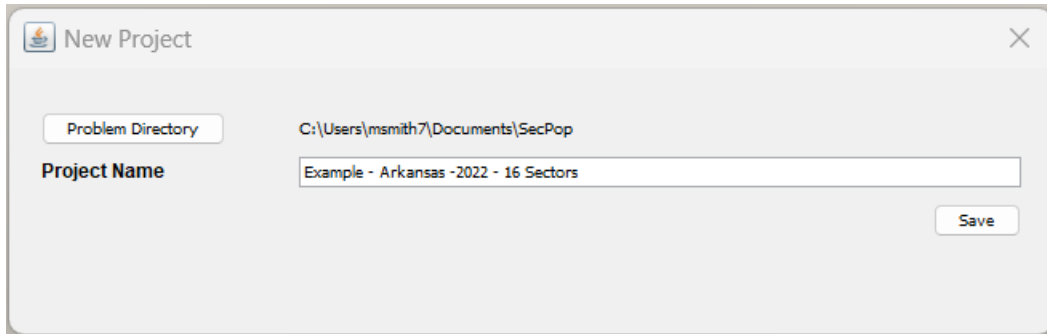 New Project
Problem Directory C:\Users\msmith7\Documents\SecPop
Project Name Example - Arkansas -2022 - 16 Sectors
Save